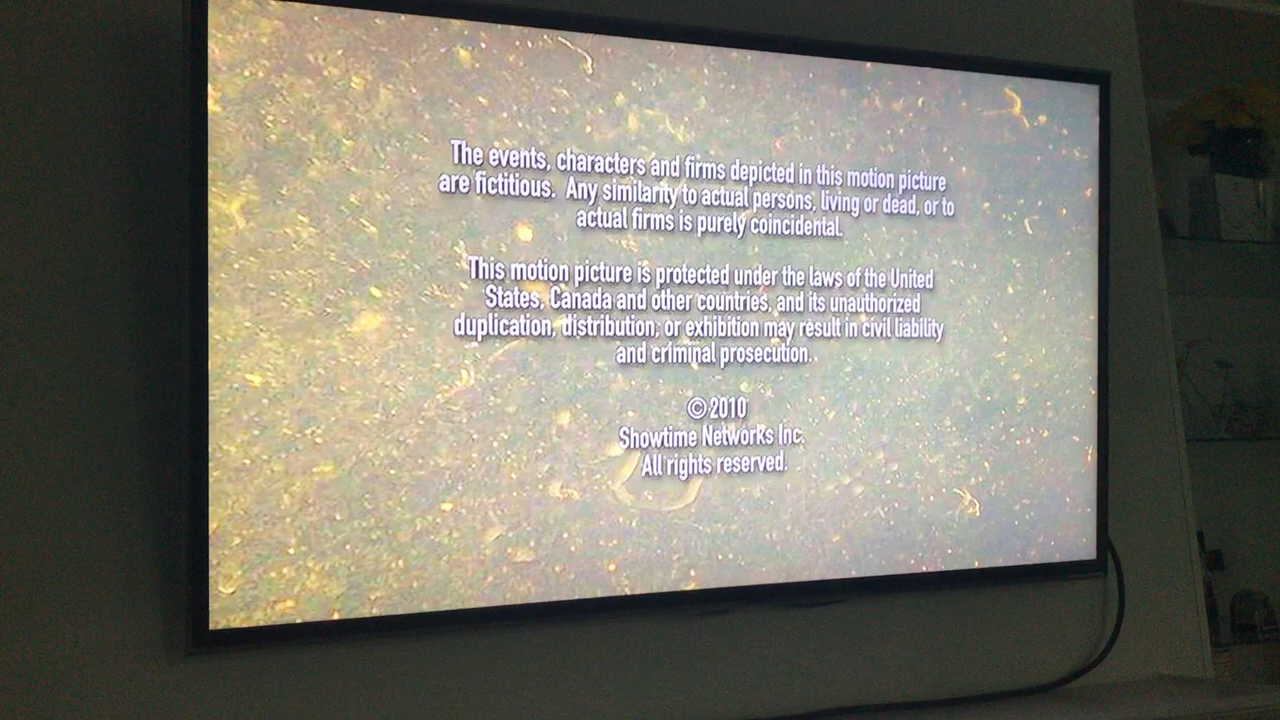 The events, characters and firms depicted in this motion picture
are fictitious. Any similarity to actual persons, living or dead, or to
actual firms is purely coincidental.
This motion picture is protected under the laws of the United
States, Canada and other countries, and its unauthorized
duplication, distribution, or exhibition may result in civil liability
and criminal prosecution.
©2010
Showtime Networks Inc.
All rights reserved.